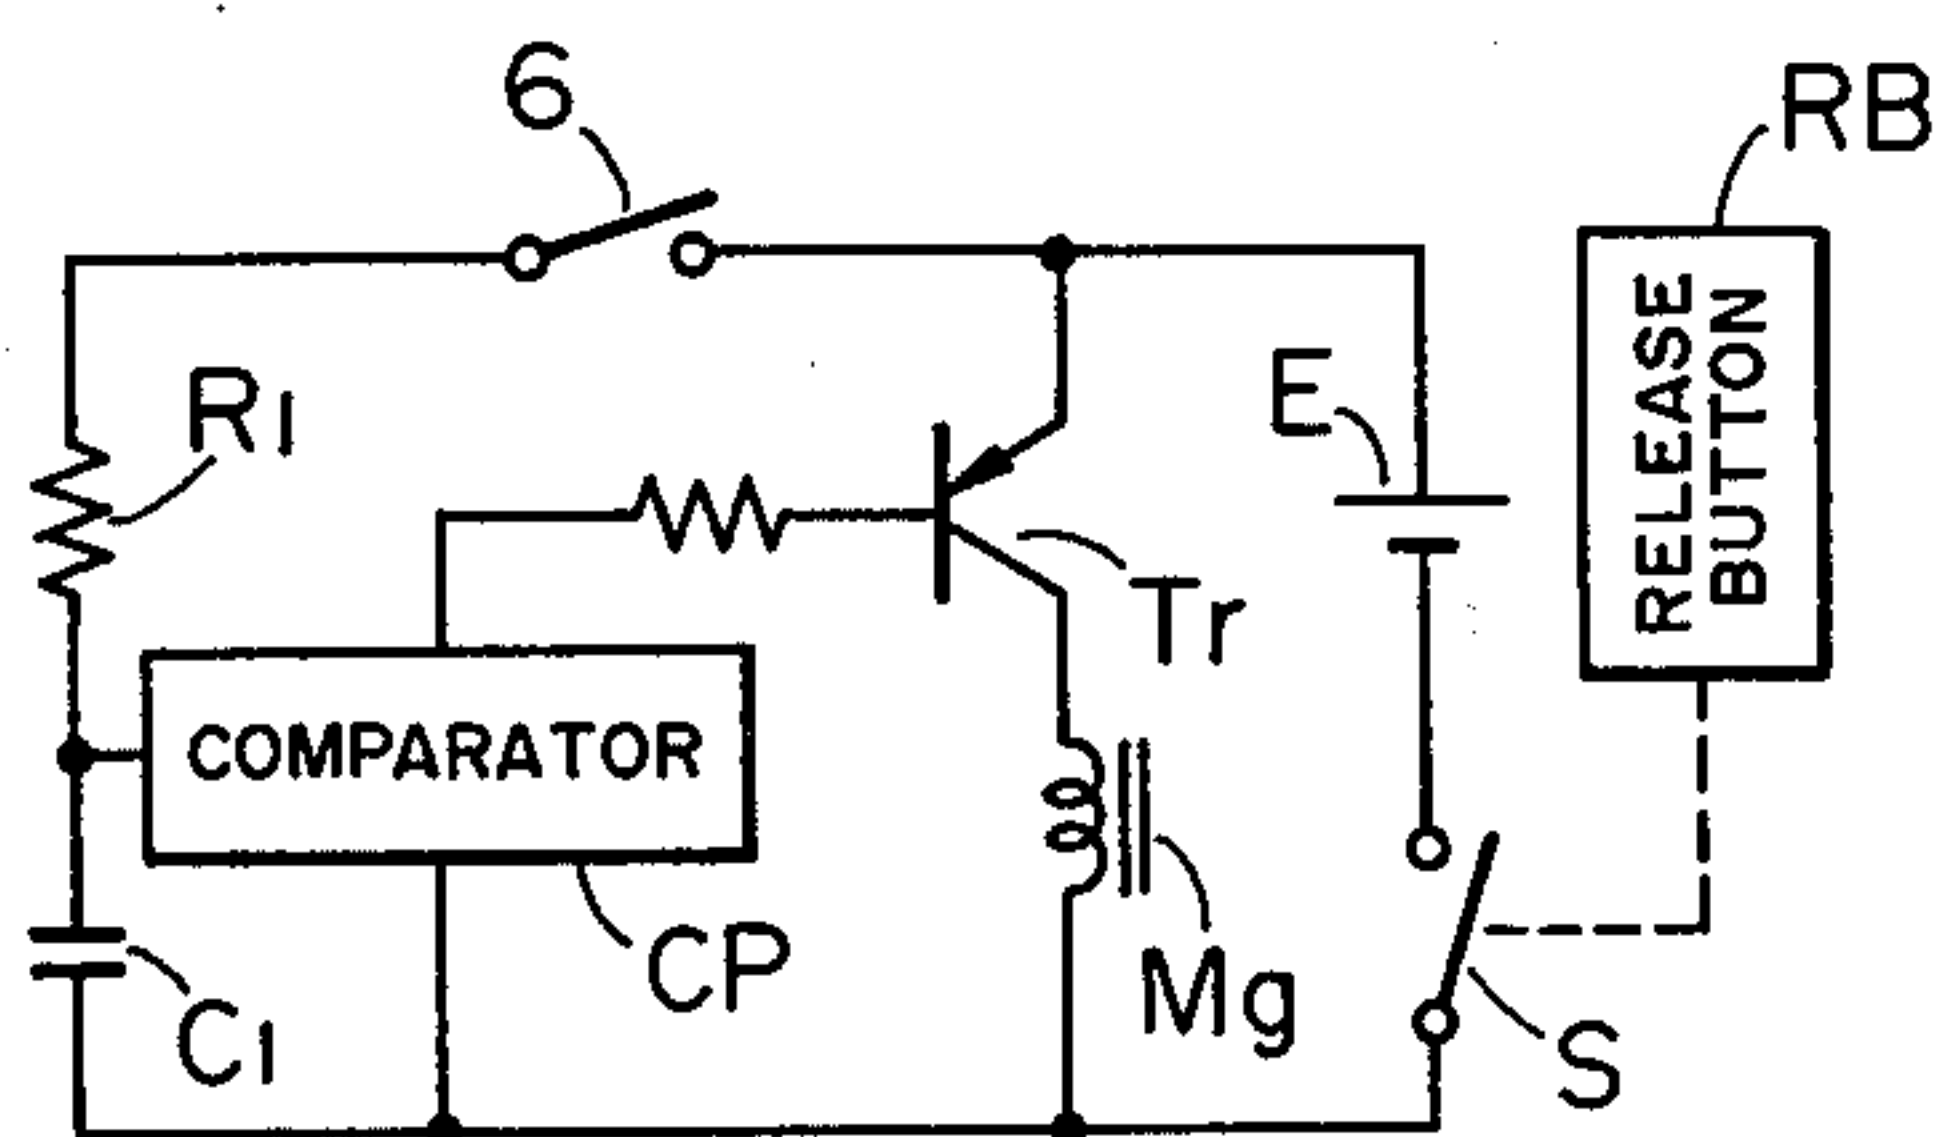 6
RB
R1
E
RELEASE
BUTTON
Tr
COMPARATOR
CP
Mg
C1
S